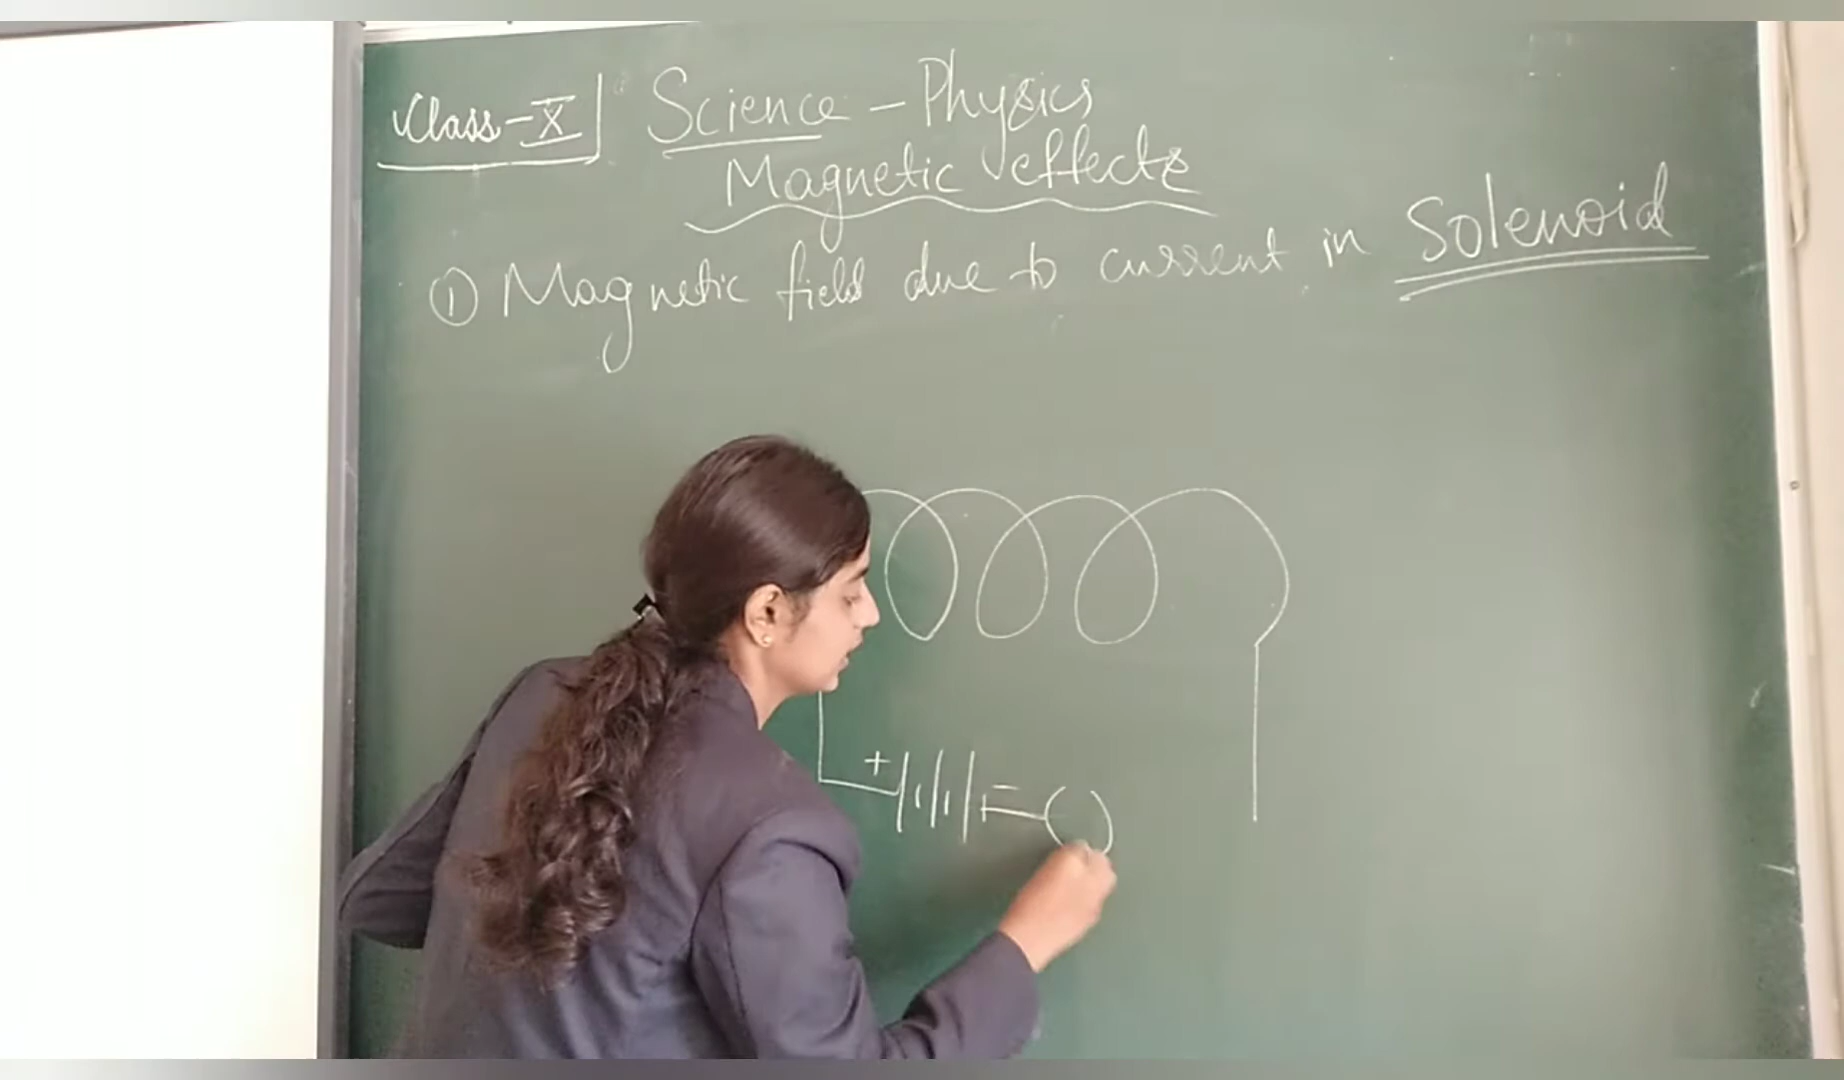 Class-X Science - Physics
Magnetic effects
① Magnetic field due to current in Solenoid
+ -